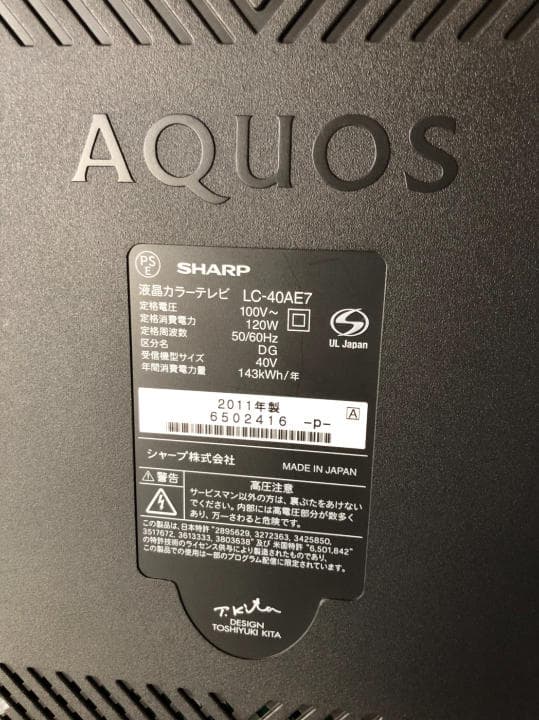 AQUOS
PS
E
SHARP
液晶カラーテレビ LC-40AE7
定格電圧 100V〜
定格消費電力 120W
定格周波数 50/60Hz
区分名 DG
受信機型サイズ 40V
年間消費電力量 143kWh/年
UL Japan
2011年製
6502416 -p-
A
シャープ株式会社 MADE IN JAPAN
警告
高圧注意
サービスマン以外の方は、裏ぶたをあけない
でください。内部には高電圧部分が数多く
あり、万一さわると危険です。
この製品は、日本特許 "2895629, 3272363, 3425850,
3517672, 3613333, 3803638" 及び 米国特許 "6,501,842"
の特許技術のライセンス供与により製造されたものであり、
この製品での使用は一部のプログラム配信に限定されています。
T.Kita
DESIGN
TOSHIYUKI KITA